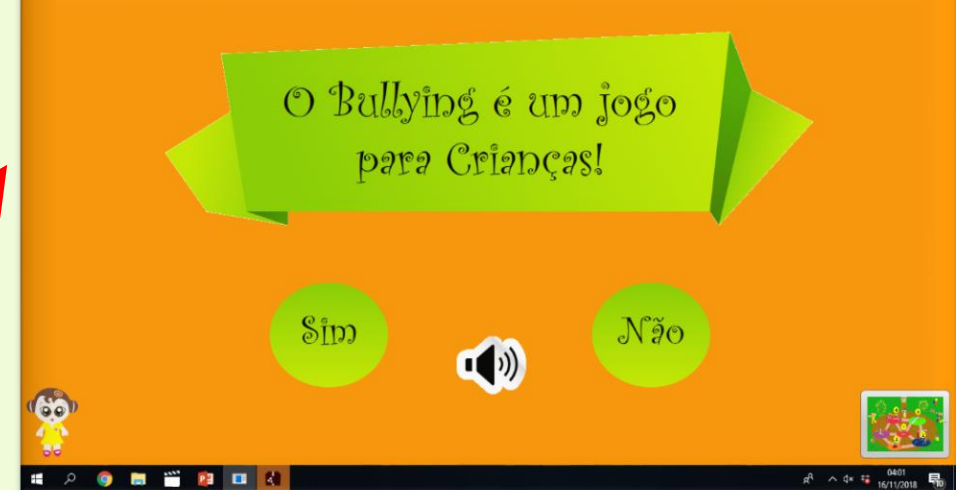 O Bullying é um jogo
para Crianças!
Sim
Não
04:01
16/11/2018